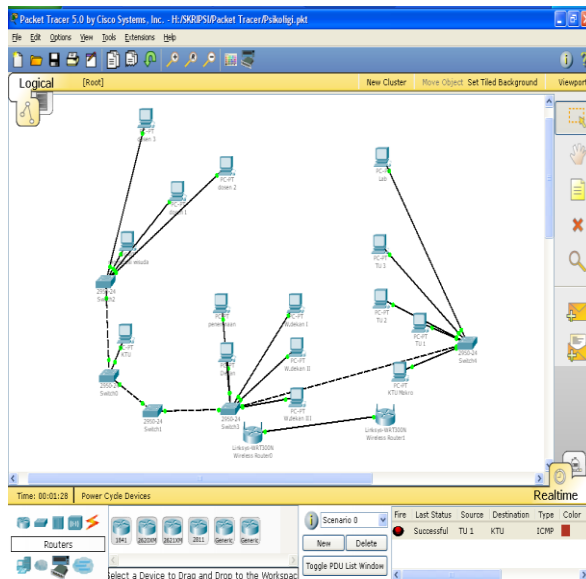 Packet Tracer 5.0 by Cisco Systems, Inc. - H:/SKRIPSI/Packet Tracer/Psikoligi.pkt
File Edit Options View Tools Extensions Help
Logical [Root] New Cluster Move Object Set Tiled Background Viewport
PC-PT
dosen 3
PC-PT
dosen 2
PC-PT
dosen 1
wisuda
2950-24
Switch2
PC-PT
KTU
2950-24
Switch0
2950-24
Switch1
PC-PT
PC-PT
2950-24
Switch3
PC-PT
W.dekan I
PC-PT
W.dekan II
PC-PT
Linksys-WRT300N
Wireless Router0
Linksys-WRT300N
Wireless Router1
PC-PT
Lab
PC-PT
TU 3
PC-PT
TU 2
PC-PT
TU 1
2950-24
Switch4
PC-PT
KTU
Time: 00:01:28 Power Cycle Devices Realtime
Routers
1841 2620XM 2621XM 2811 Generic Generic
Select a Device to Drag and Drop to the Workspac
Scenario 0
New Delete
Toggle PDU List Window
Fire Last Status Source Destination Type Color
Successful TU 1 KTU ICMP